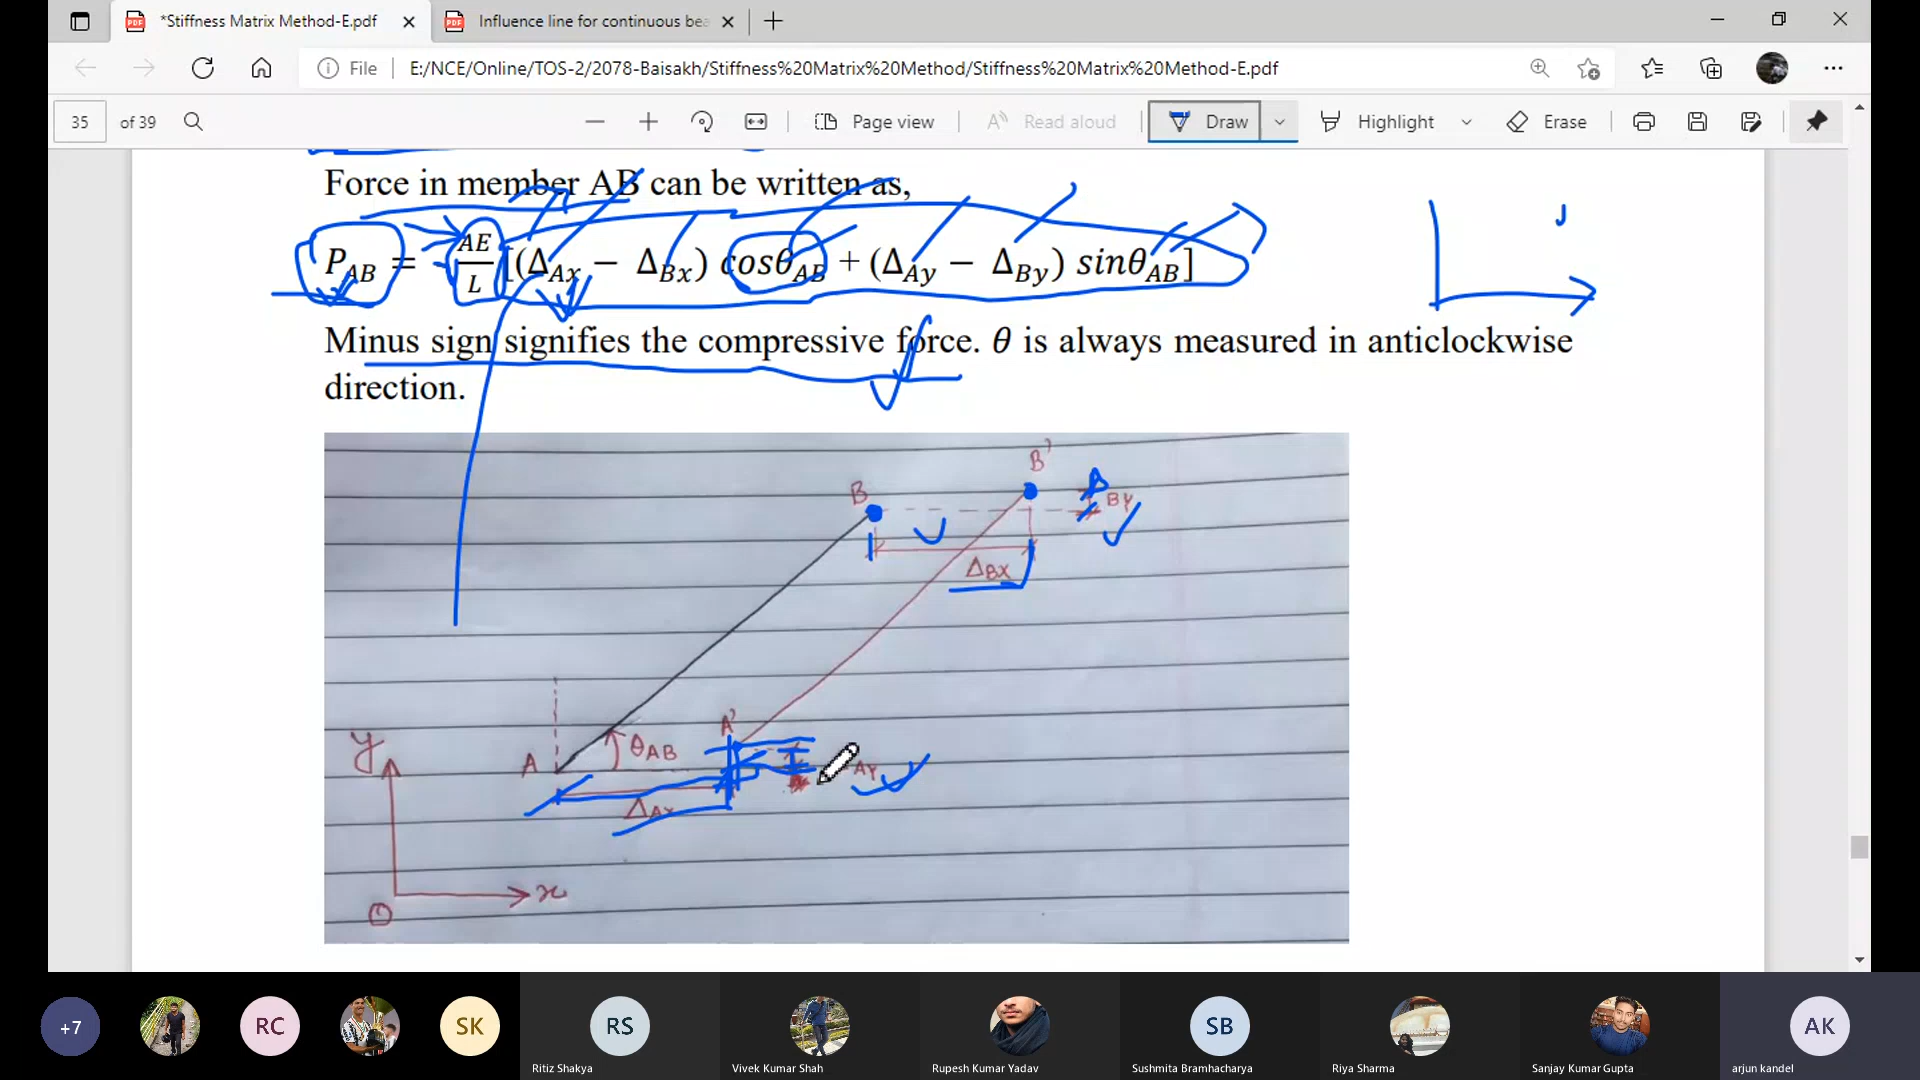 *Stiffness Matrix Method-E.pdf
Influence line for continuous bea
File
E:/NCE/Online/TOS-2/2078-Baisakh/Stiffness%20Matrix%20Method/Stiffness%20Matrix%20Method-E.pdf
35 of 39
Page view
Read aloud
Draw
Highlight
Erase
Force in member AB can be written as,
P_AB = - AE/L [(Δ_Ax − Δ_Bx) cosθ_AB + (Δ_Ay − Δ_By) sinθ_AB]
Minus sign signifies the compressive force. θ is always measured in anticlockwise
direction.
B'
B
BY
Δ_BX
A'
y
A
θ_AB
AY
Δ_AX
x
O
+7
RC
SK
RS
SB
AK
Ritiz Shakya
Vivek Kumar Shah
Rupesh Kumar Yadav
Sushmita Bramhacharya
Riya Sharma
Sanjay Kumar Gupta
arjun kandel